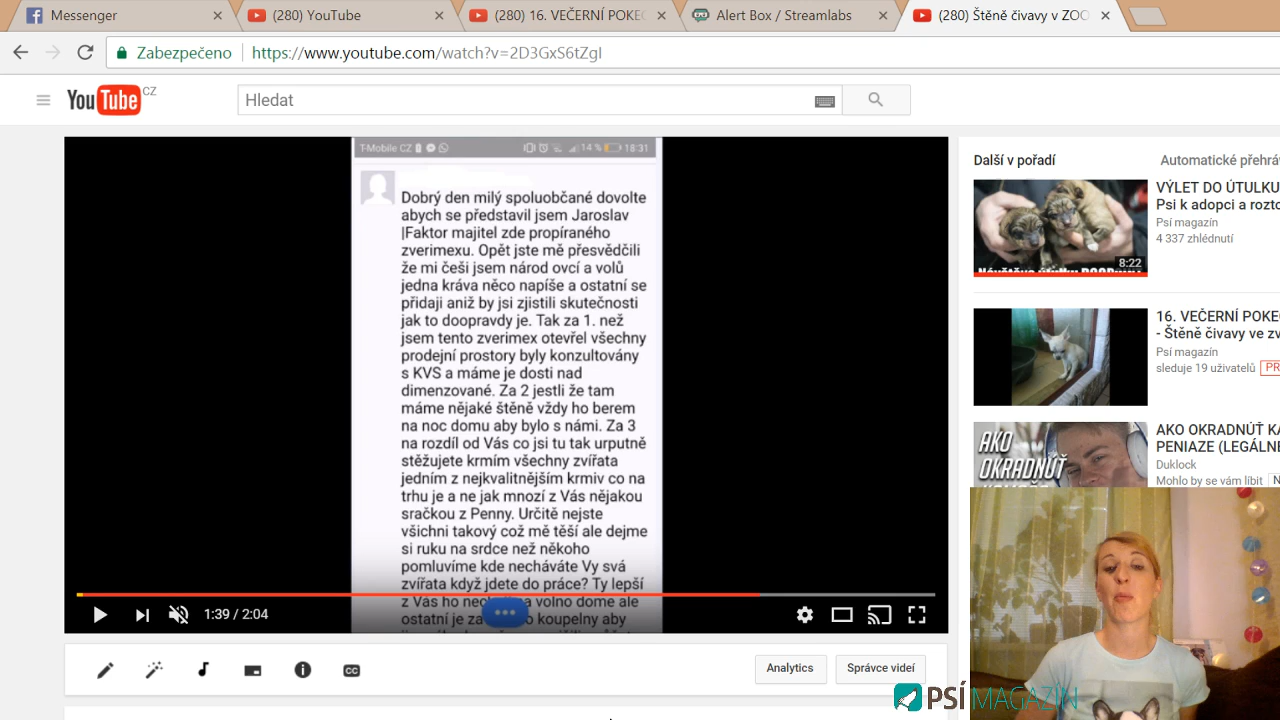 Messenger
(280) YouTube
(280) 16. VEČERNÍ POKEC
Alert Box / Streamlabs
(280) Štěně čivavy v ZOO
Zabezpečeno
https://www.youtube.com/watch?v=2D3GxS6tZgI
YouTube CZ
Hledat
T-Mobile CZ
14 %
18:31
Dobrý den milý spoluobčané dovolte
abych se představil jsem Jaroslav
|Faktor majitel zde propíraného
zverimexu. Opět jste mě přesvědčili
že mi češi jsem národ ovcí a volů
jedna kráva něco napíše a ostatní se
přidaji aniž by jsi zjistili skutečnosti
jak to doopravdy je. Tak za 1. než
jsem tento zverimex otevřel všechny
prodejní prostory byly konzultovány
s KVS a máme je dosti nad
dimenzované. Za 2 jestli že tam
máme nějaké štěně vždy ho berem
na noc domu aby bylo s námi. Za 3
na rozdíl od Vás co jsi tu tak urputně
stěžujete krmím všechny zvířata
jedním z nejkvalitnějším krmiv co na
trhu je a ne jak mnozí z Vás nějakou
sračkou z Penny. Určitě nejste
všichni takový což mě těší ale dejme
si ruku na srdce než někoho
pomluvíme kde necháváte Vy svá
zvířata když jdete do práce? Ty lepší
z Vás ho volno dome ale
ostatní je koupelny aby
1:39 / 2:04
Analytics
Správce videí
Další v pořadí
Automatické přehrá
8:22
VÝLET DO ÚTULKU
Psi k adopci a rozto
Psí magazín
4 337 zhlédnutí
16. VEČERNÍ POKEC
- Štěně čivavy ve zv
Psí magazín
sleduje 19 uživatelů
PR
AKO
OKRADNÚŤ
AKO OKRADNÚŤ KA
PENIAZE (LEGÁLNE
Duklock
Mohlo by se vám líbit
N
PSÍ MAGAZÍN